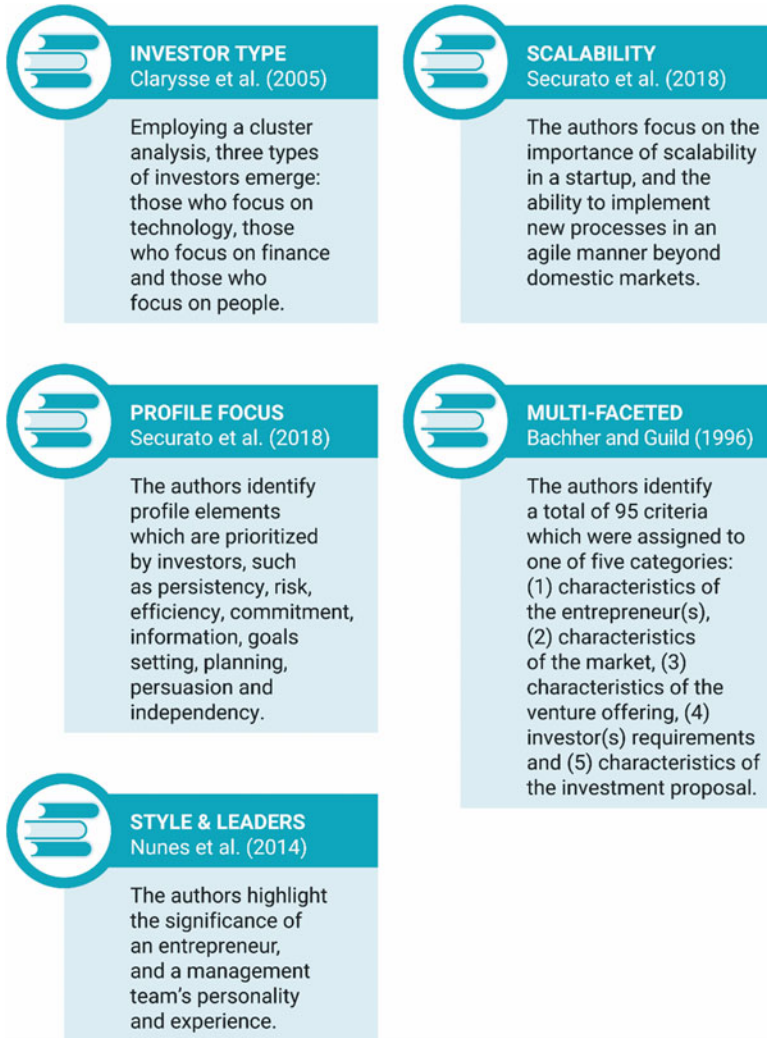 INVESTOR TYPE
Clarysse et al. (2005)
Employing a cluster
analysis, three types
of investors emerge:
those who focus on
technology, those
who focus on finance
and those who
focus on people.
SCALABILITY
Securato et al. (2018)
The authors focus on the
importance of scalability
in a startup, and the
ability to implement
new processes in an
agile manner beyond
domestic markets.
PROFILE FOCUS
Securato et al. (2018)
The authors identify
profile elements
which are prioritized
by investors, such
as persistency, risk,
efficiency, commitment,
information, goals
setting, planning,
persuasion and
independency.
MULTI-FACETED
Bachher and Guild (1996)
The authors identify
a total of 95 criteria
which were assigned to
one of five categories:
(1) characteristics of
the entrepreneur(s),
(2) characteristics
of the market, (3)
characteristics of the
venture offering, (4)
investor(s) requirements
and (5) characteristics of
the investment proposal.
STYLE & LEADERS
Nunes et al. (2014)
The authors highlight
the significance of
an entrepreneur,
and a management
team's personality
and experience.